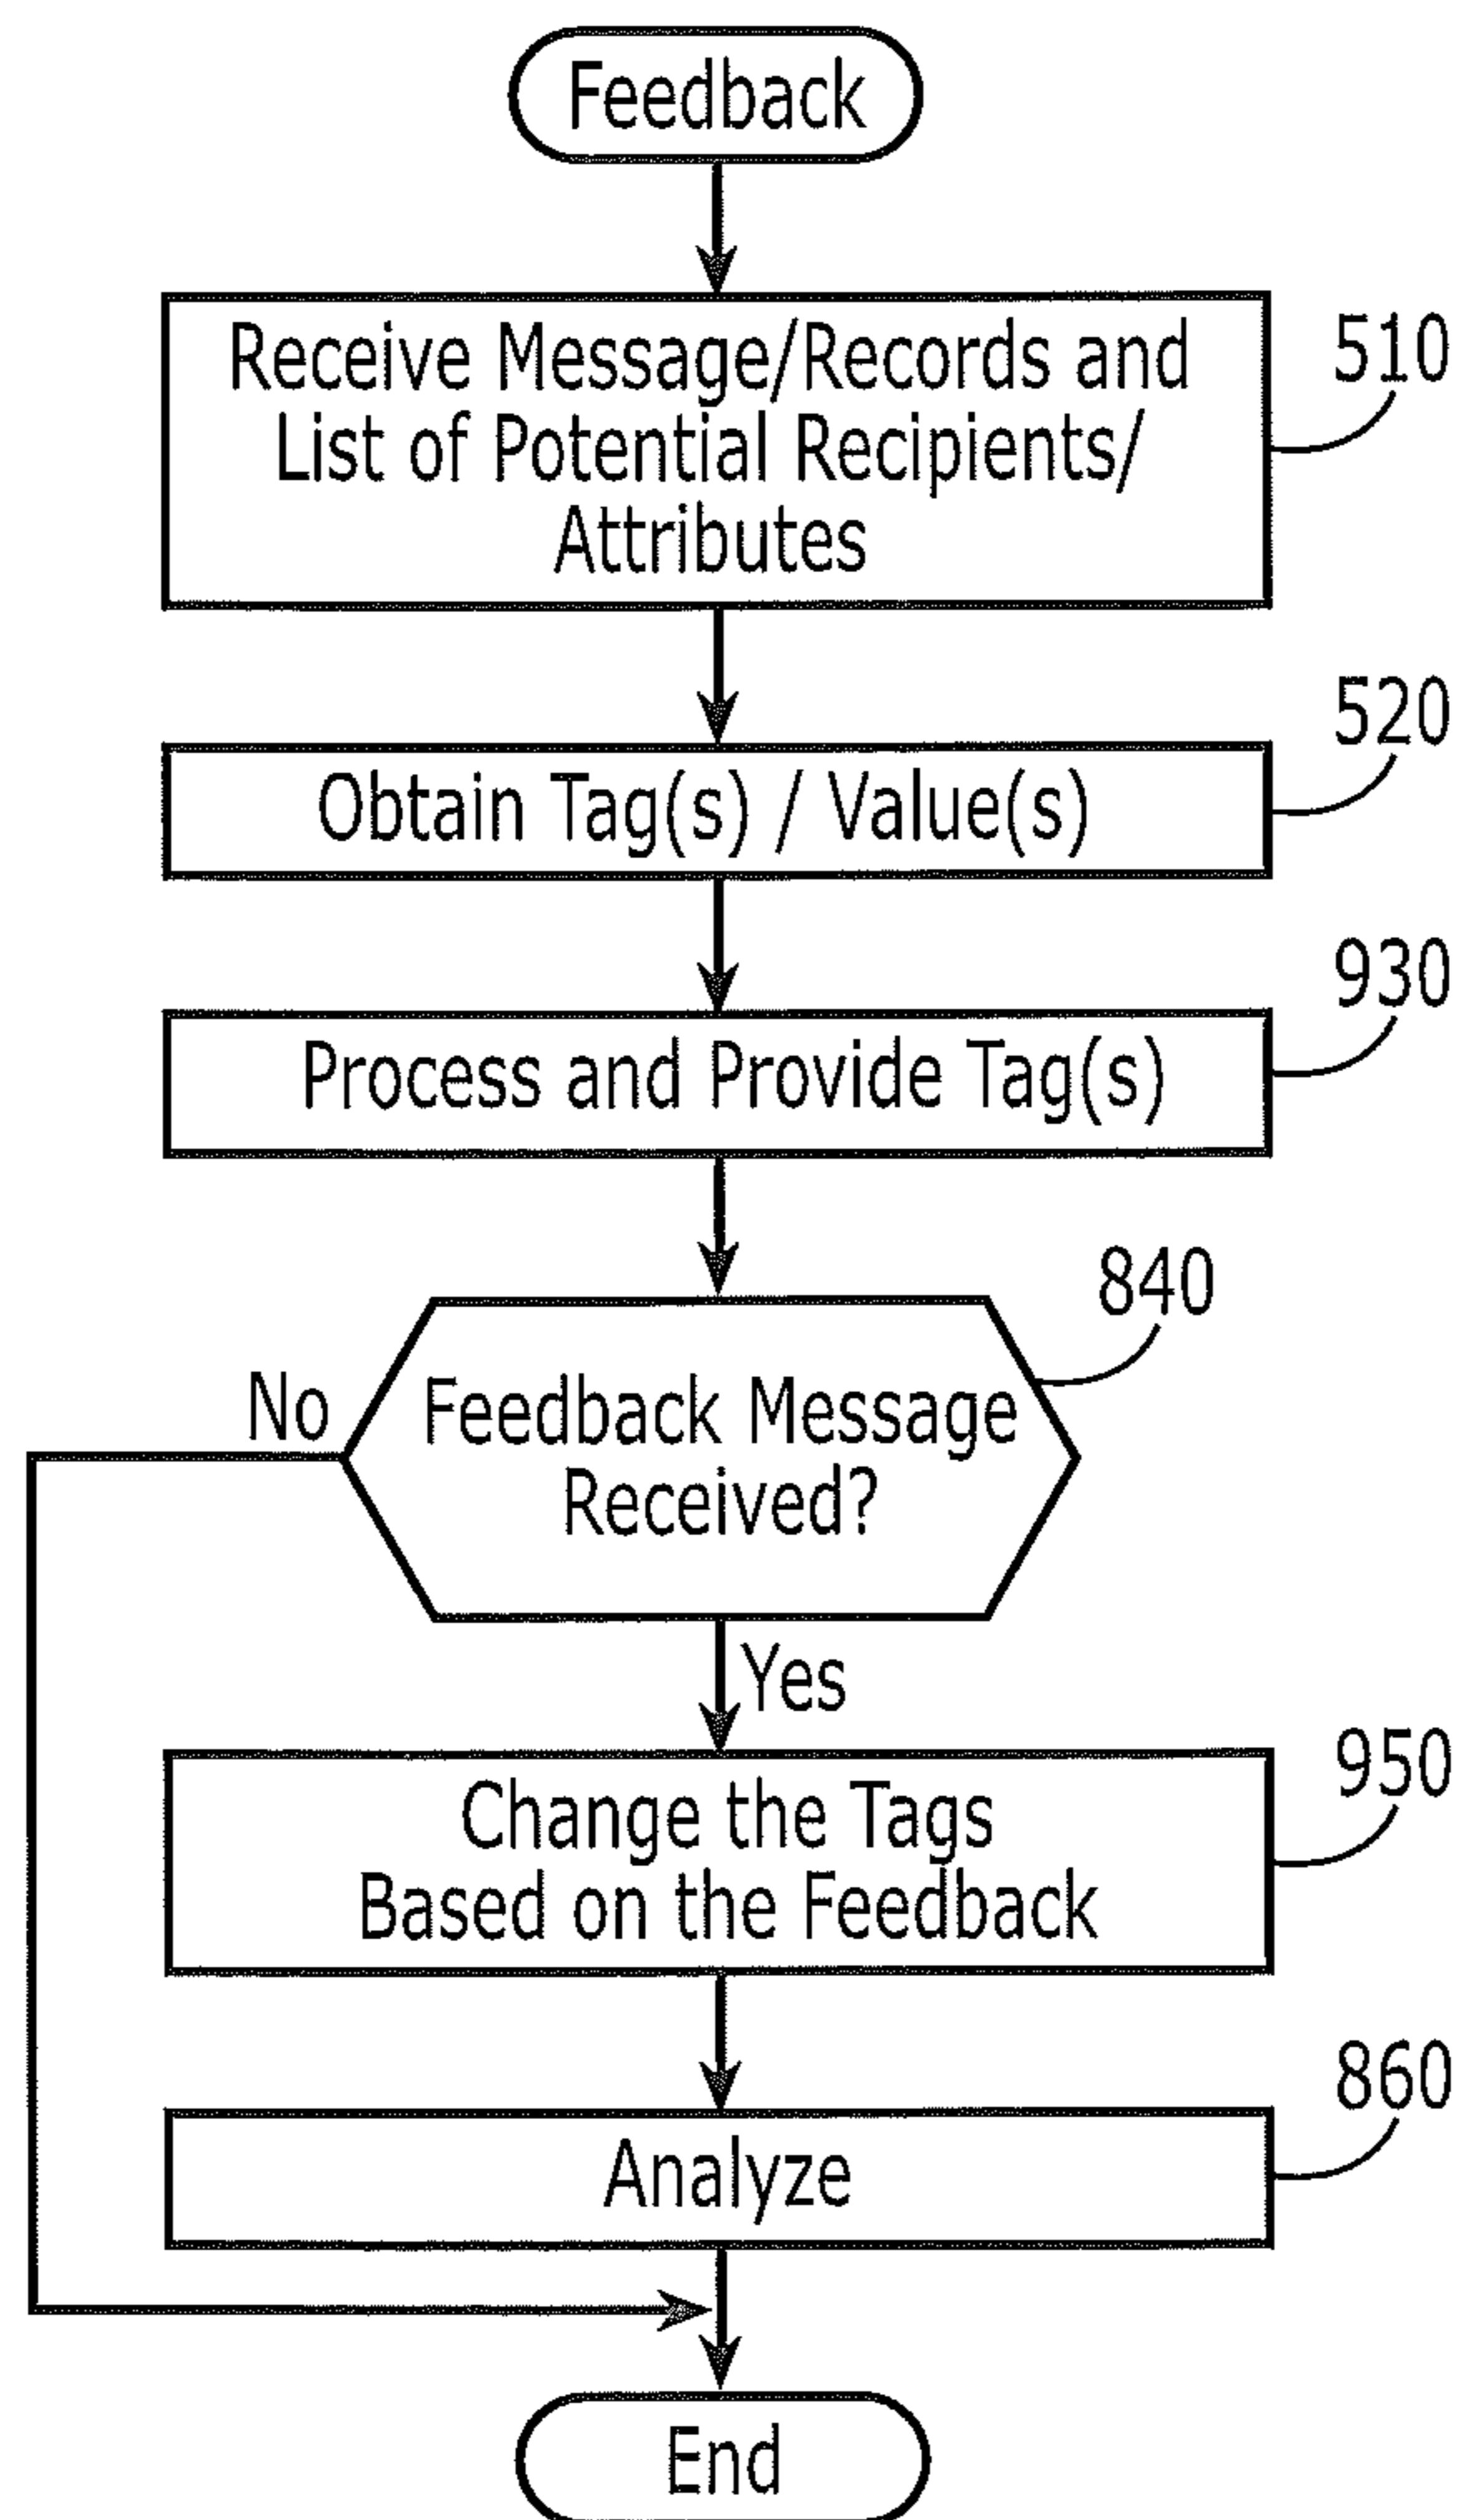 Feedback
Receive Message/Records and
List of Potential Recipients/
Attributes
510
Obtain Tag(s) / Value(s)
520
Process and Provide Tag(s)
930
Feedback Message
Received?
840
No
Yes
Change the Tags
Based on the Feedback
950
Analyze
860
End